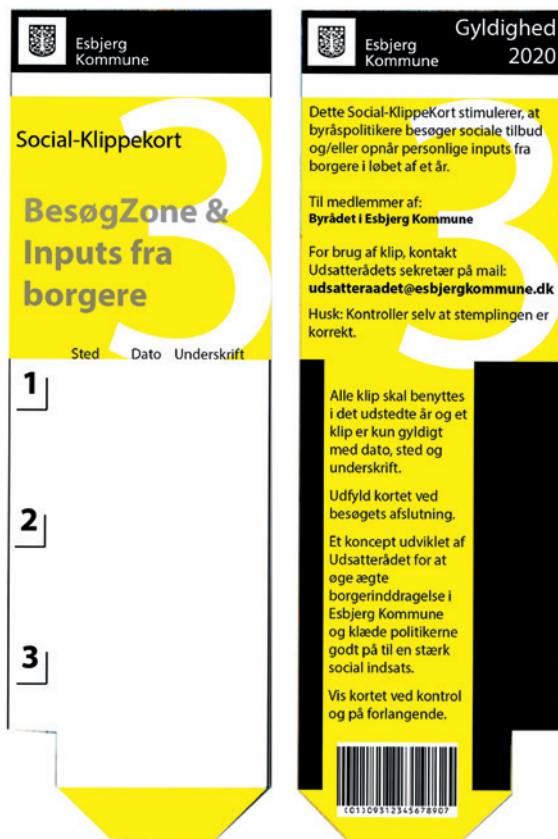 Esbjerg
Kommune
3
Social-Klippekort
BesøgZone &
Inputs fra
borgere
Sted Dato Underskrift
1
2
3
Esbjerg
Kommune
Gyldighed
2020
3
Dette Social-KlippeKort stimulerer, at
byråspolitikere besøger sociale tilbud
og/eller opnår personlige inputs fra
borgere i løbet af et år.
Til medlemmer af:
Byrådet i Esbjerg Kommune
For brug af klip, kontakt
Udsatterådets sekretær på mail:
udsatteraadet@esbjergkommune.dk
Husk: Kontroller selv at stemplingen er
korrekt.
Alle klip skal benyttes
i det udstedte år og et
klip er kun gyldigt
med dato, sted og
underskrift.
Udfyld kortet ved
besøgets afslutning.
Et koncept udviklet af
Udsatterådet for at
øge ægte
borgerinddragelse i
Esbjerg Kommune
og klæde politikerne
godt på til en stærk
social indsats.
Vis kortet ved kontrol
og på forlangende.
(01)09312345678907